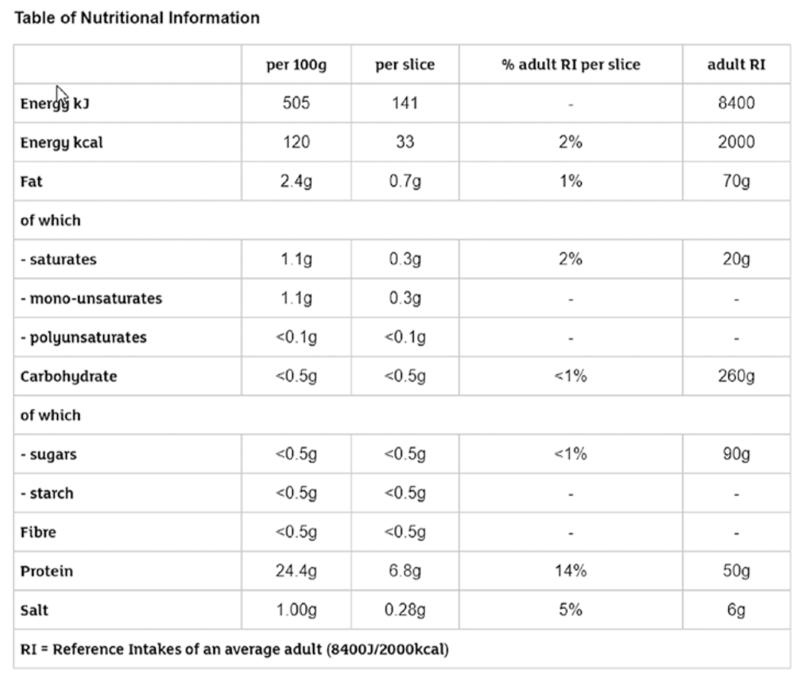 Table of Nutritional Information
per 100g per slice % adult RI per slice adult RI
Energy kJ 505 141 - 8400
Energy kcal 120 33 2% 2000
Fat 2.4g 0.7g 1% 70g
of which
- saturates 1.1g 0.3g 2% 20g
- mono-unsaturates 1.1g 0.3g - -
- polyunsaturates <0.1g <0.1g - -
Carbohydrate <0.5g <0.5g <1% 260g
of which
- sugars <0.5g <0.5g <1% 90g
- starch <0.5g <0.5g - -
Fibre <0.5g <0.5g - -
Protein 24.4g 6.8g 14% 50g
Salt 1.00g 0.28g 5% 6g
RI = Reference Intakes of an average adult (8400J/2000kcal)